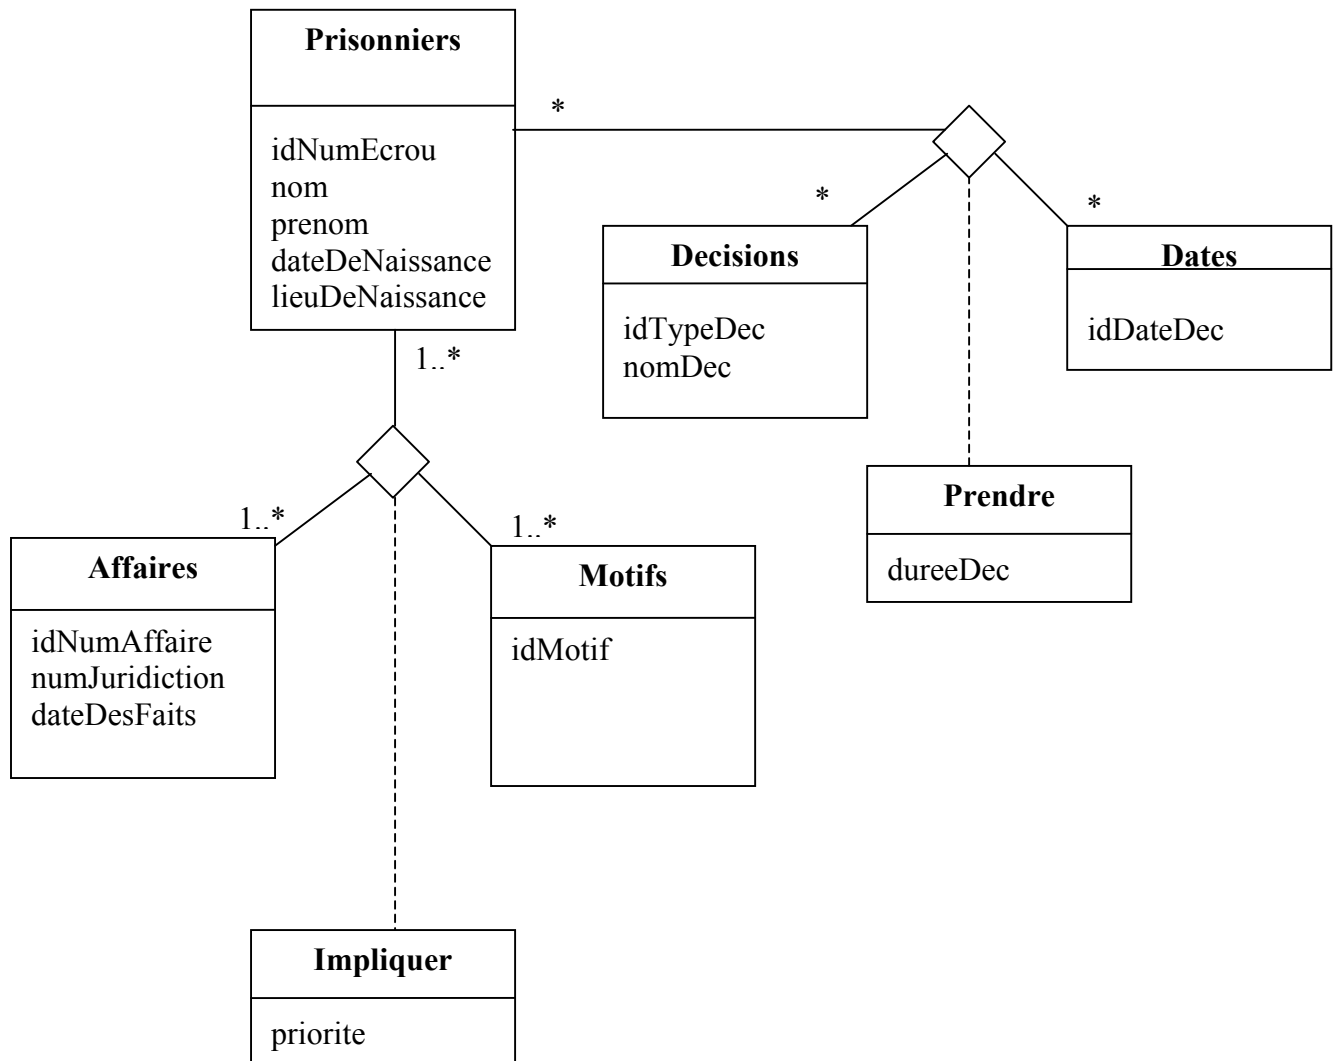 Prisonniers
idNumEcrou
nom
prenom
dateDeNaissance
lieuDeNaissance
*
*
*
Decisions
idTypeDec
nomDec
Dates
idDateDec
Prendre
dureeDec
1..*
1..*
1..*
Affaires
idNumAffaire
numJuridiction
dateDesFaits
Motifs
idMotif
Impliquer
priorite